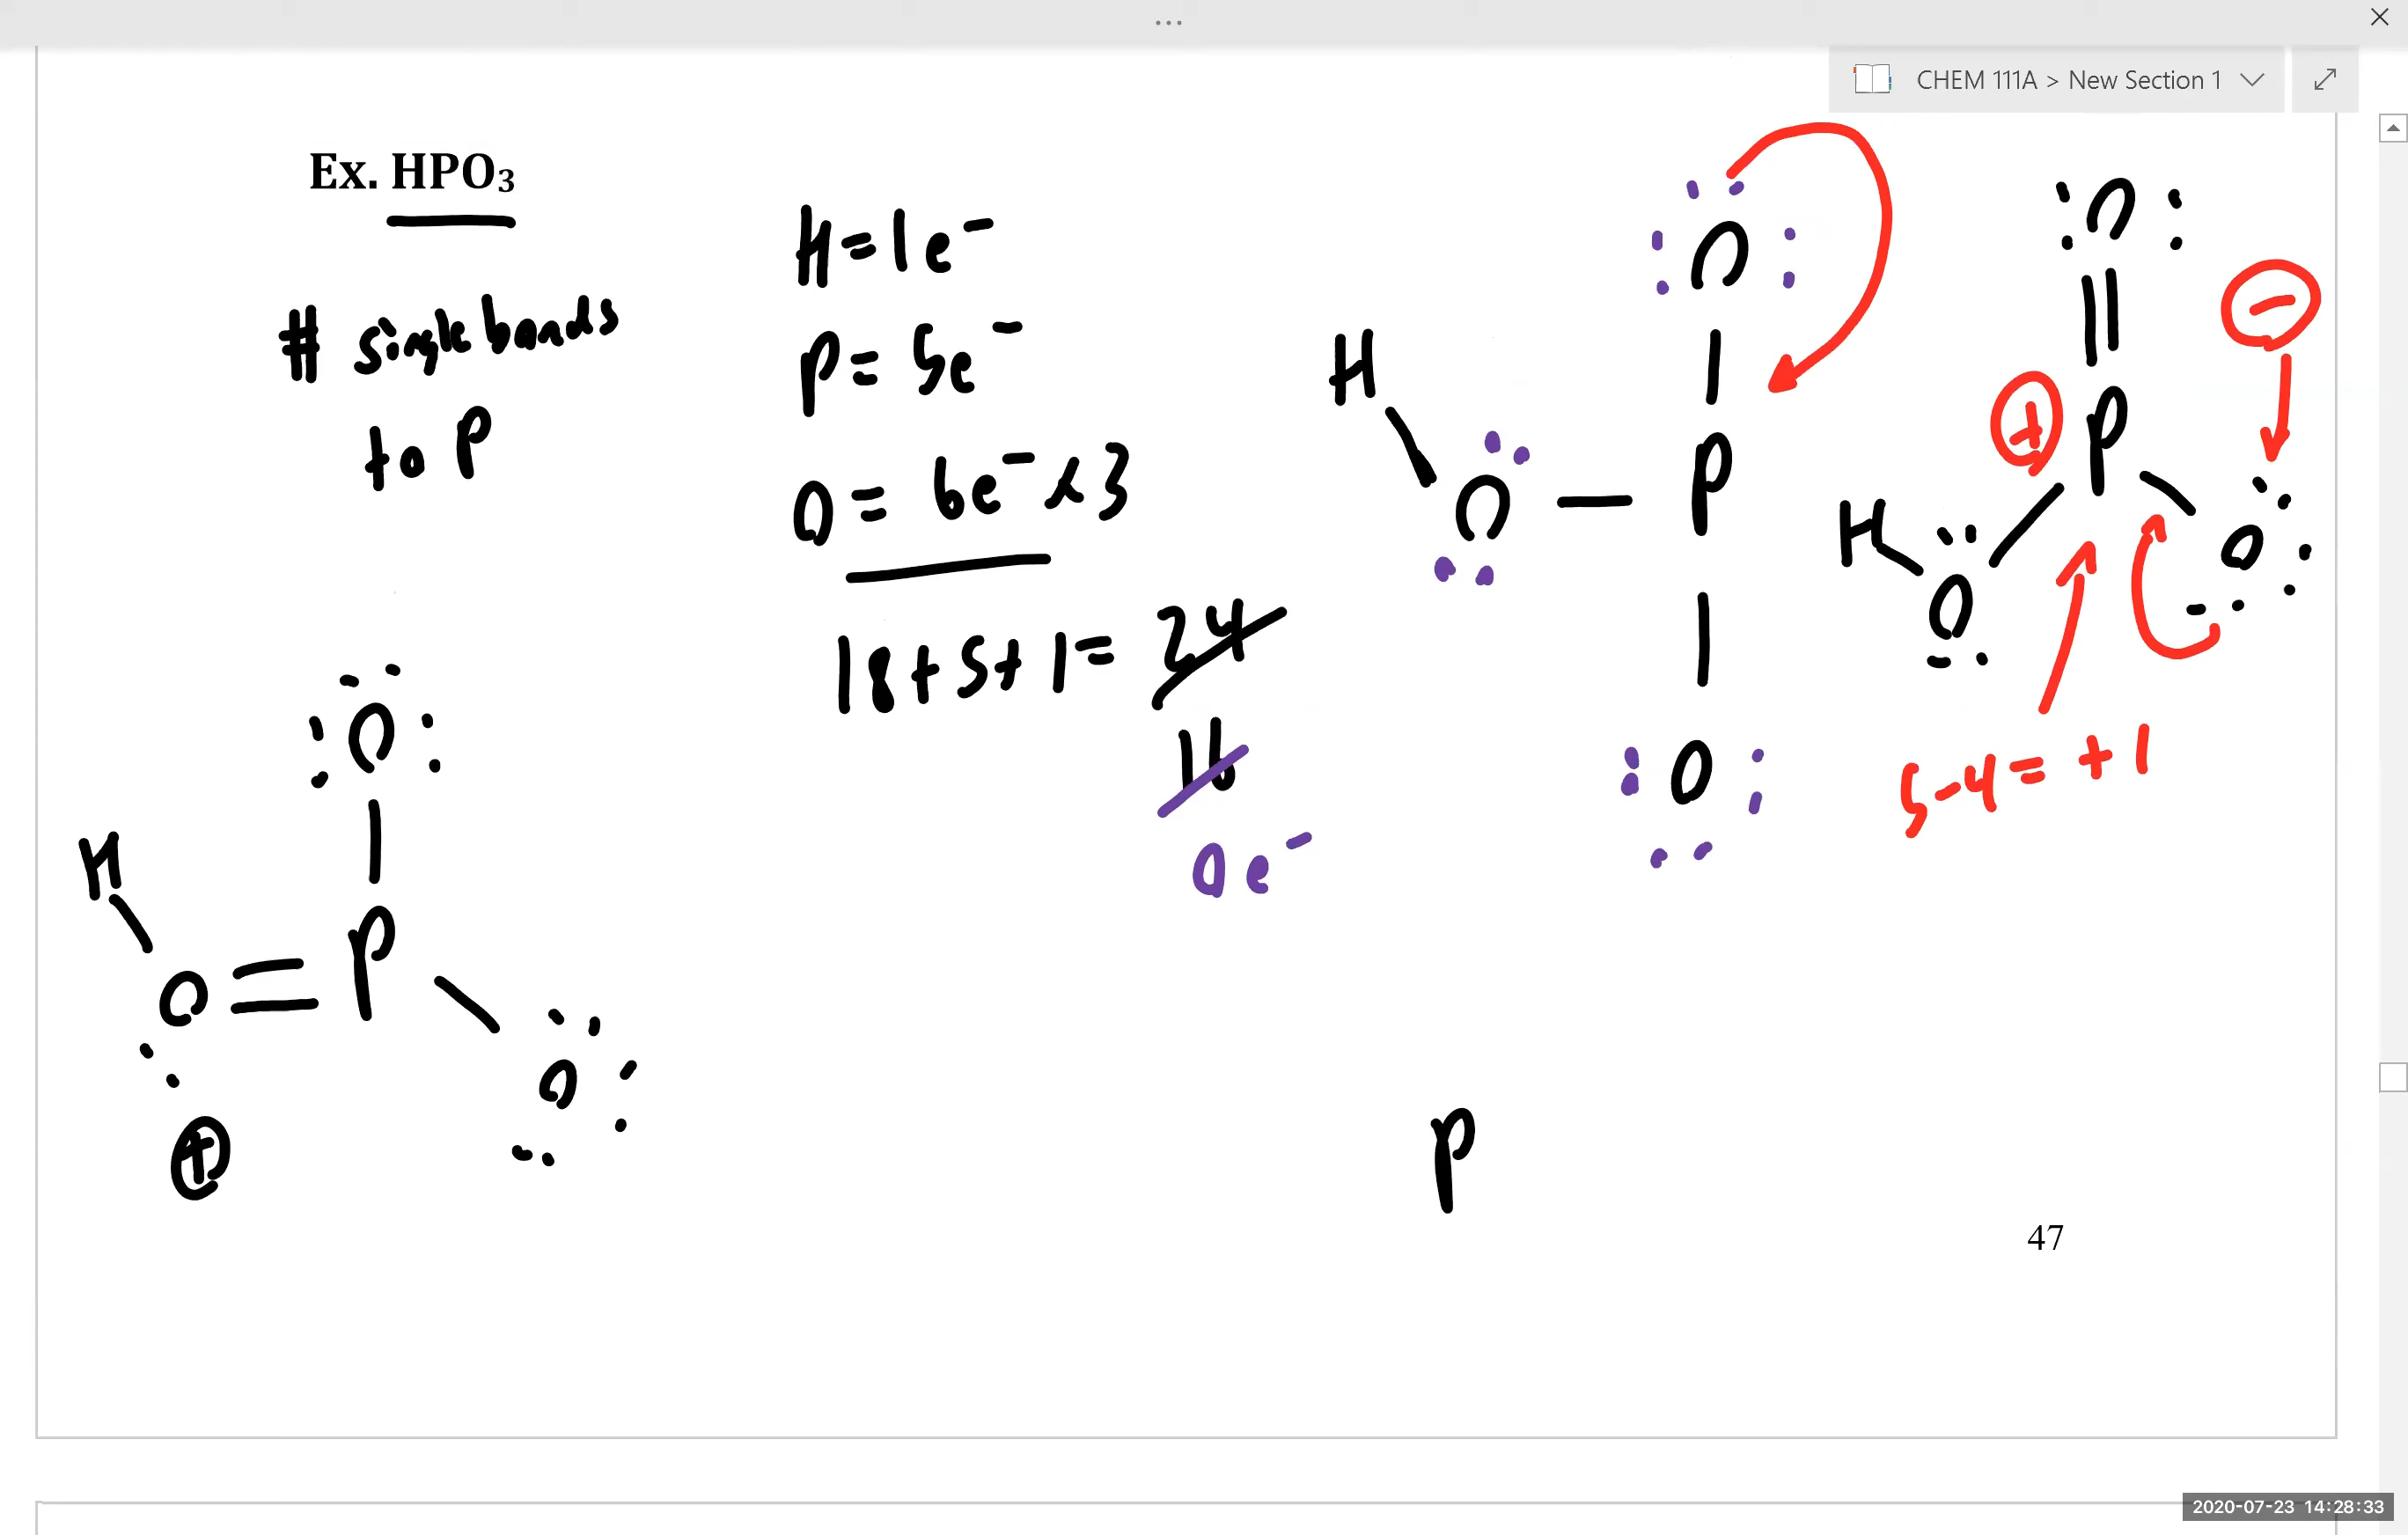 ...
CHEM 111A > New Section 1
Ex. HPO₃
# single bonds
to P
H = 1e⁻
P = 5e⁻
O = 6e⁻ x 3
18 + 5 + 1 = 24
16
0e⁻
O
H
P
O
O
O
P
H
O
O
−
+
5-4 = +1
O
H
O = P
O
+
P
47
2020-07-23 14:28:33